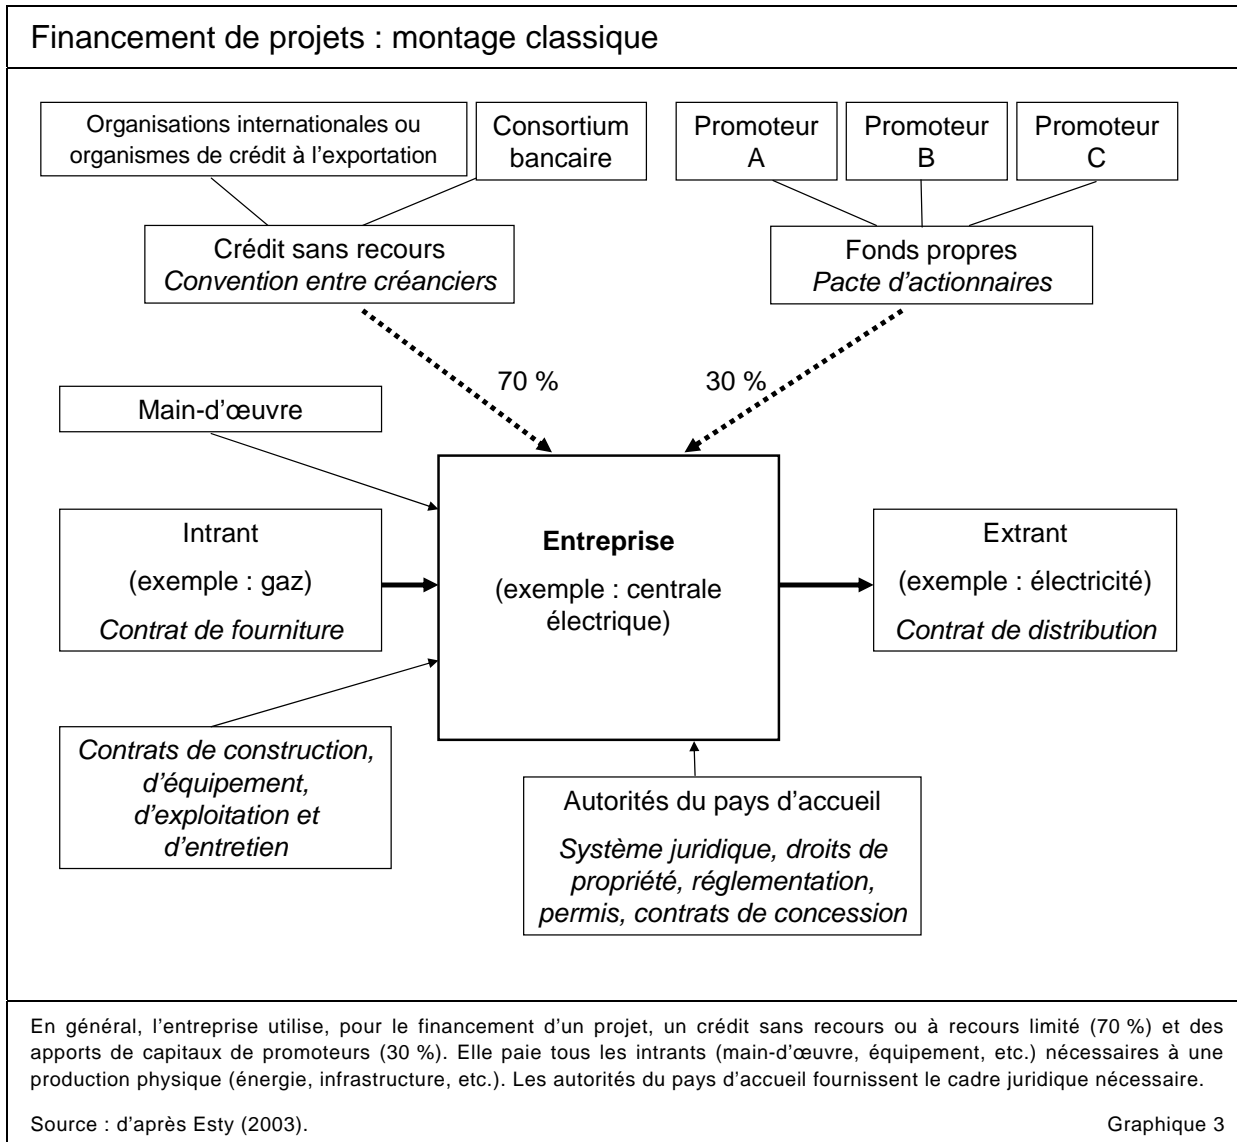 Financement de projets : montage classique
Organisations internationales ou
organismes de crédit à l'exportation
Consortium
bancaire
Promoteur
A
Promoteur
B
Promoteur
C
Crédit sans recours
Convention entre créanciers
Fonds propres
Pacte d'actionnaires
70 %
30 %
Main-d'œuvre
Intrant
(exemple : gaz)
Contrat de fourniture
Entreprise
(exemple : centrale
électrique)
Extrant
(exemple : électricité)
Contrat de distribution
Contrats de construction,
d'équipement,
d'exploitation et
d'entretien
Autorités du pays d'accueil
Système juridique, droits de
propriété, réglementation,
permis, contrats de concession
En général, l'entreprise utilise, pour le financement d'un projet, un crédit sans recours ou à recours limité (70 %) et des
apports de capitaux de promoteurs (30 %). Elle paie tous les intrants (main-d'œuvre, équipement, etc.) nécessaires à une
production physique (énergie, infrastructure, etc.). Les autorités du pays d'accueil fournissent le cadre juridique nécessaire.
Source : d'après Esty (2003).
Graphique 3